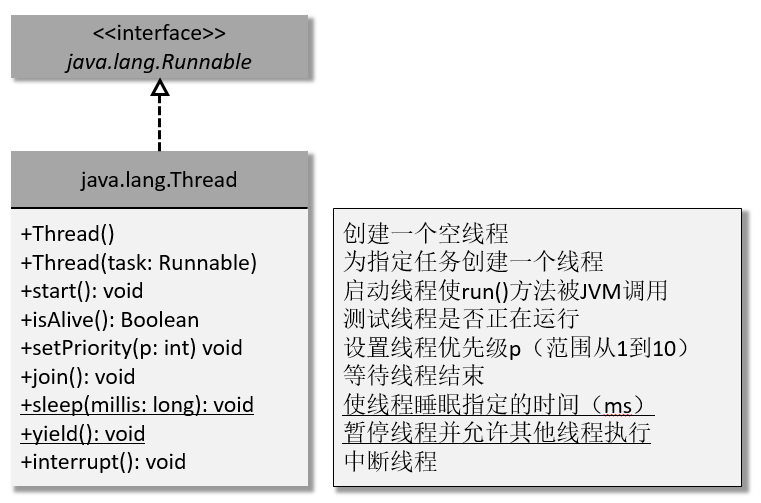 <<interface>>
java.lang.Runnable
java.lang.Thread
+Thread()
+Thread(task: Runnable)
+start(): void
+isAlive(): Boolean
+setPriority(p: int) void
+join(): void
+sleep(millis: long): void
+yield(): void
+interrupt(): void
创建一个空线程
为指定任务创建一个线程
启动线程使run()方法被JVM调用
测试线程是否正在运行
设置线程优先级p（范围从1到10）
等待线程结束
使线程睡眠指定的时间（ms）
暂停线程并允许其他线程执行
中断线程